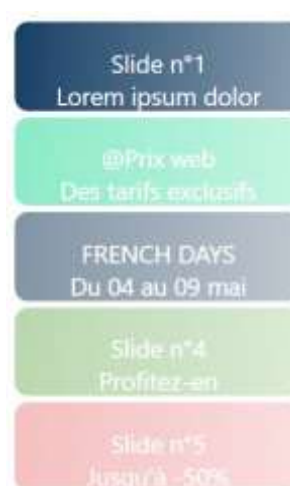 Slide n°1
Lorem ipsum dolor
@Prix web
Des tarifs exclusifs
FRENCH DAYS
Du 04 au 09 mai
Slide n°4
Profitez-en
Slide n°5
Jusqu'à -50%